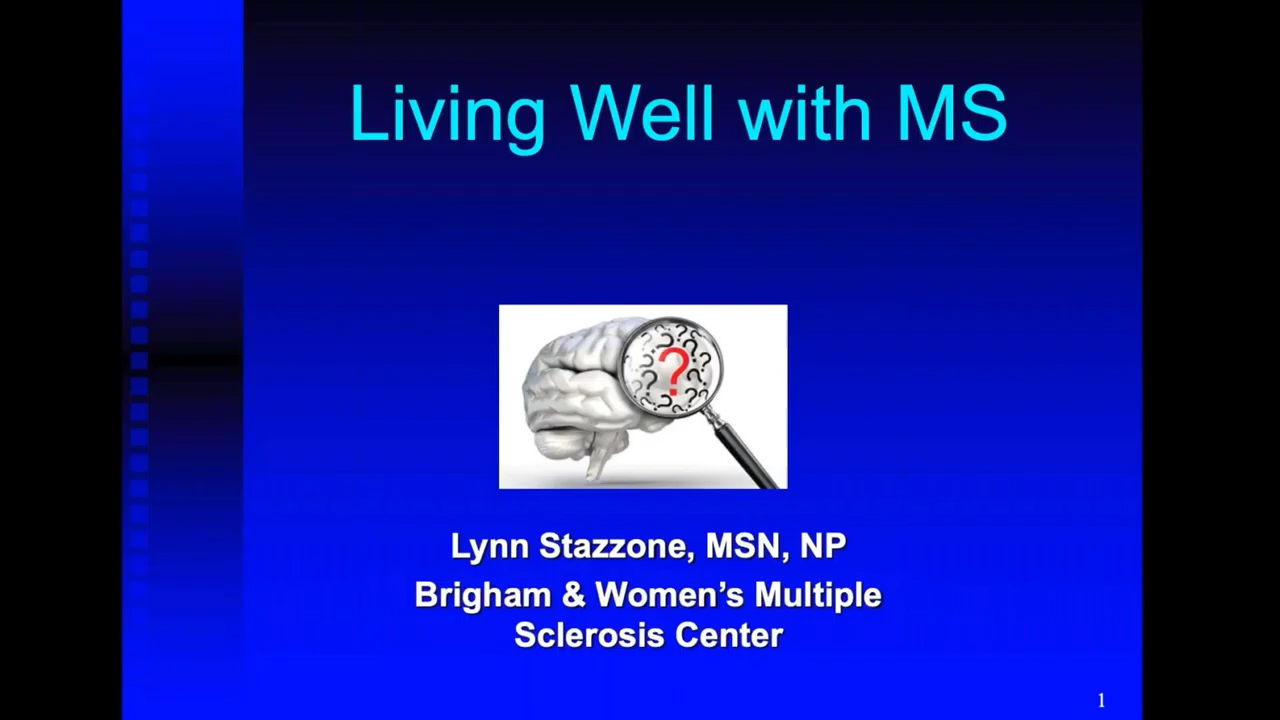 Living Well with MS
?
Lynn Stazzone, MSN, NP
Brigham & Women’s Multiple
Sclerosis Center
1